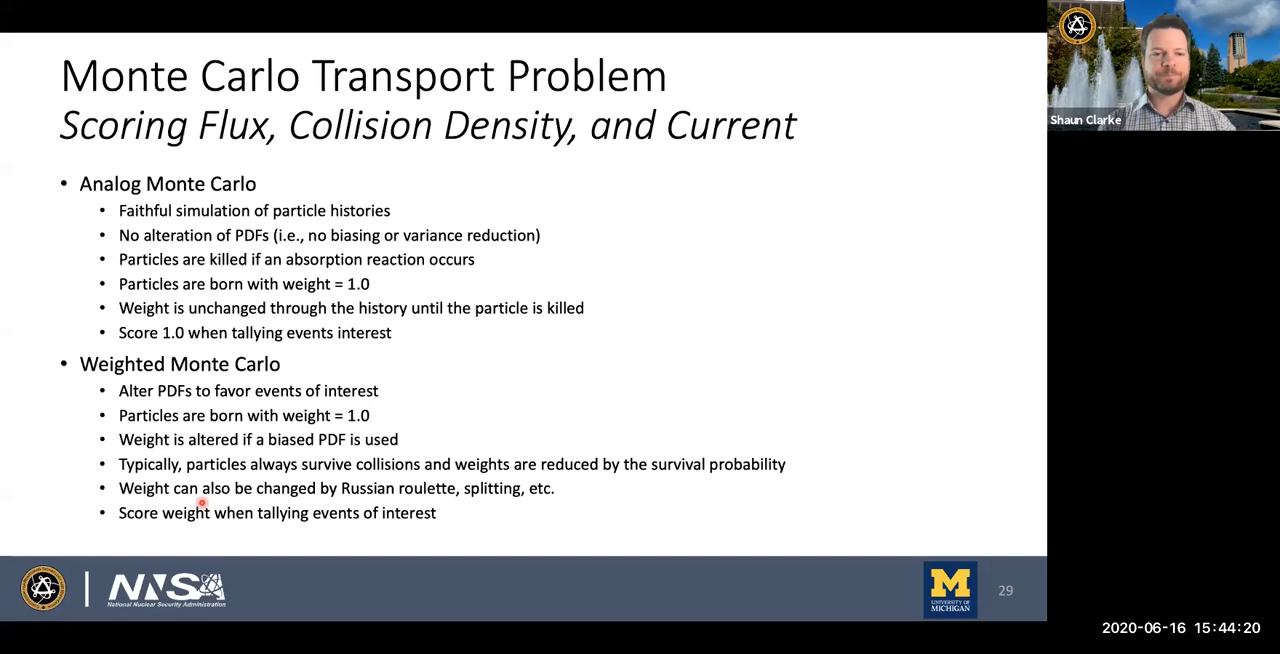 Monte Carlo Transport Problem
Scoring Flux, Collision Density, and Current
• Analog Monte Carlo
• Faithful simulation of particle histories
• No alteration of PDFs (i.e., no biasing or variance reduction)
• Particles are killed if an absorption reaction occurs
• Particles are born with weight = 1.0
• Weight is unchanged through the history until the particle is killed
• Score 1.0 when tallying events interest
• Weighted Monte Carlo
• Alter PDFs to favor events of interest
• Particles are born with weight = 1.0
• Weight is altered if a biased PDF is used
• Typically, particles always survive collisions and weights are reduced by the survival probability
• Weight can also be changed by Russian roulette, splitting, etc.
• Score weight when tallying events of interest
NNSA
National Nuclear Security Administration
M
UNIVERSITY OF
MICHIGAN
29
Shaun Clarke
2020-06-16 15:44:20